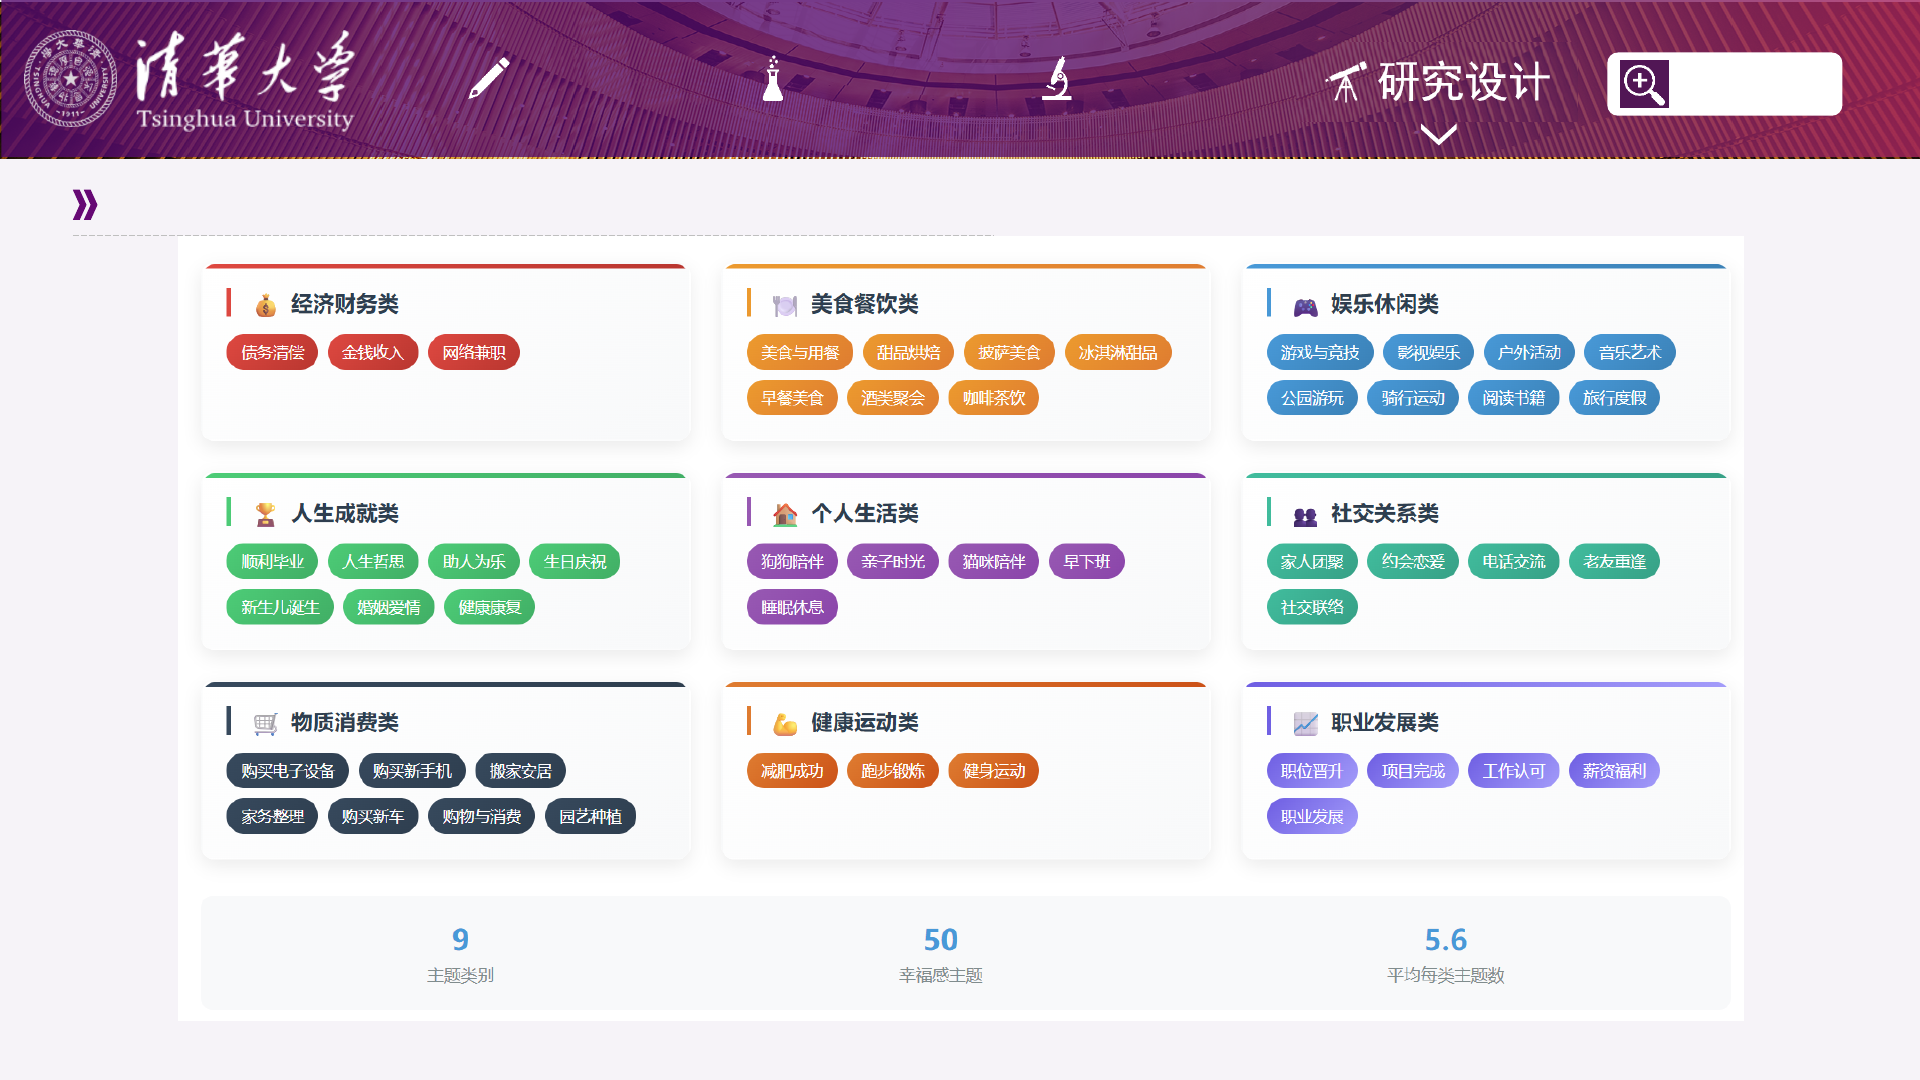 清华大学
Tsinghua University
研究设计
经济财务类
债务清偿 金钱收入 网络兼职
美食餐饮类
美食与用餐 甜品烘焙 披萨美食 冰淇淋甜品
早餐美食 酒类聚会 咖啡茶饮
娱乐休闲类
游戏与竞技 影视娱乐 户外活动 音乐艺术
公园游玩 骑行运动 阅读书籍 旅行度假
人生成就类
顺利毕业 人生哲思 助人为乐 生日庆祝
新生儿诞生 婚姻爱情 健康康复
个人生活类
狗狗陪伴 亲子时光 猫咪陪伴 早下班
睡眠休息
社交关系类
家人团聚 约会恋爱 电话交流 老友重逢
社交联络
物质消费类
购买电子设备 购买新手机 搬家安居
家务整理 购买新车 购物与消费 园艺种植
健康运动类
减肥成功 跑步锻炼 健身运动
职业发展类
职位晋升 项目完成 工作认可 薪资福利
职业发展
9 50 5.6
主题类别 幸福感主题 平均每类主题数